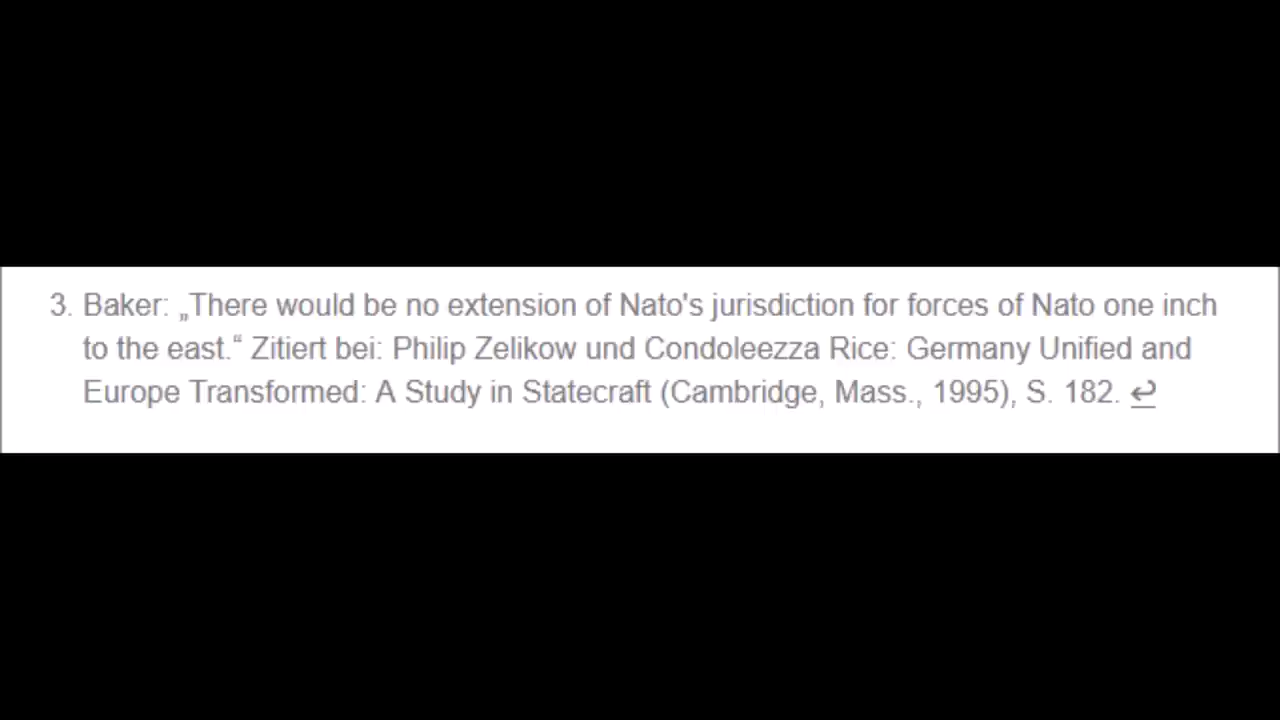 3. Baker: „There would be no extension of Nato's jurisdiction for forces of Nato one inch
to the east.“ Zitiert bei: Philip Zelikow und Condoleezza Rice: Germany Unified and
Europe Transformed: A Study in Statecraft (Cambridge, Mass., 1995), S. 182. ↩